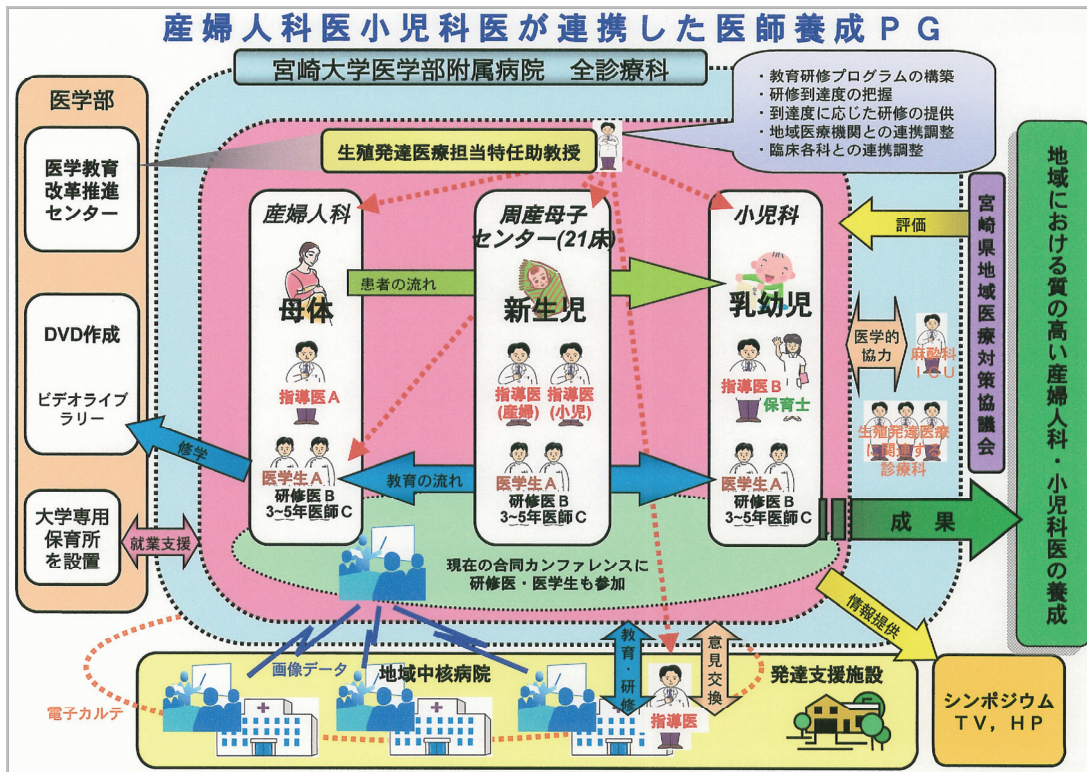 産婦人科医小児科医が連携した医師養成ＰＧ
宮崎大学医学部附属病院　全診療科
・教育研修プログラムの構築
・研修到達度の把握
・到達度に応じた研修の提供
・地域医療機関との連携調整
・臨床各科との連携調整
医学部
医学教育
改革推進
センター
DVD作成
ビデオライブ
ラリー
大学専用
保育所
を設置
生殖発達医療担当特任助教授
産婦人科
母体
指導医Ａ
医学生Ａ
研修医Ｂ
3~5年医師Ｃ
周産母子
センター(21床)
新生児
指導医
(産婦)
指導医
(小児)
医学生Ａ
研修医Ｂ
3~5年医師Ｃ
小児科
乳幼児
指導医Ｂ
保育士
医学生Ａ
研修医Ｂ
3~5年医師Ｃ
患者の流れ
教育の流れ
修学
就業支援
評価
医学的
協力
麻酔科
ＩＣＵ
生殖発達医療
に関連する
診療科
宮崎県地域医療対策協議会
地域における質の高い産婦人科・小児科医の養成
成果
現在の合同カンファレンスに
研修医・医学生も参加
情報提供
教育・研修
意見交換
画像データ
電子カルテ
地域中核病院
指導医
発達支援施設
シンポジウム
ＴＶ，ＨＰ